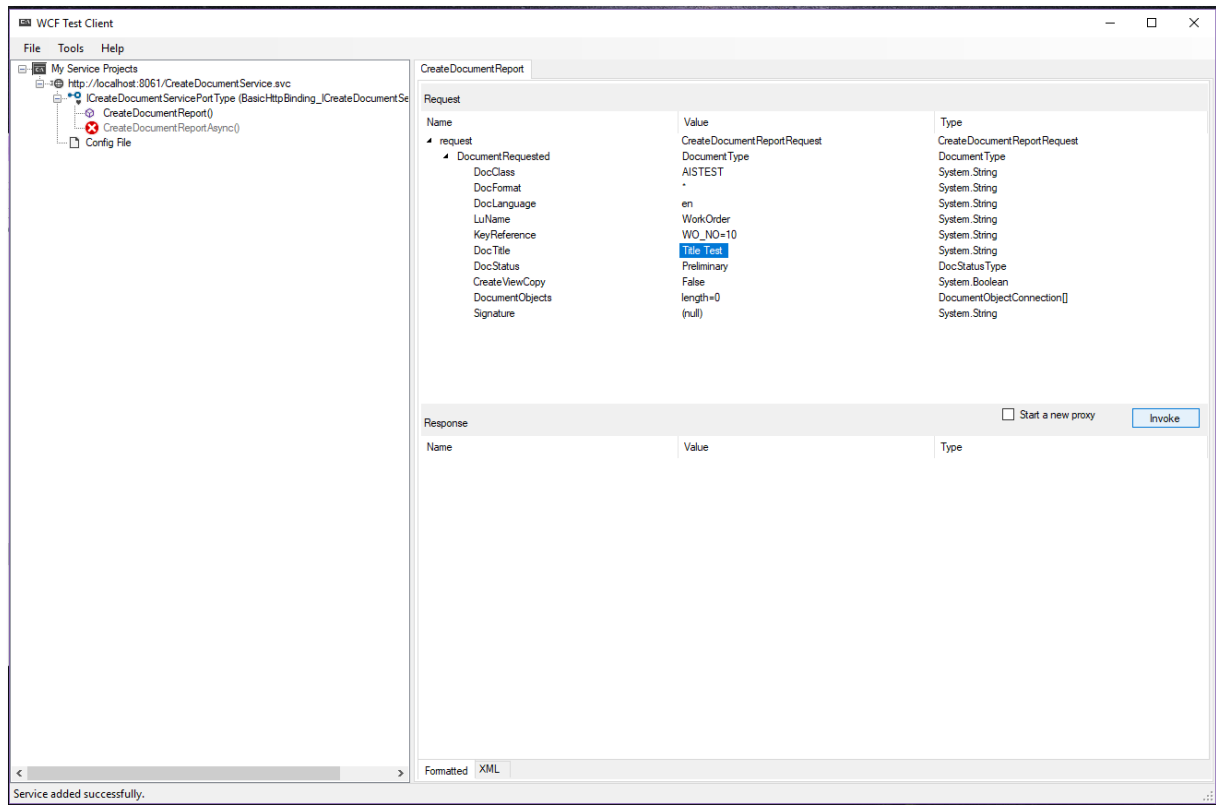 WCF Test Client
File Tools Help
My Service Projects
http://localhost:8061/CreateDocumentService.svc
ICreateDocumentServicePortType (BasicHttpBinding_ICreateDocumentSe
CreateDocumentReport()
CreateDocumentReportAsync()
Config File
CreateDocumentReport
Request
Name Value Type
request CreateDocumentReportRequest CreateDocumentReportRequest
DocumentRequested DocumentType DocumentType
DocClass AISTEST System.String
DocFormat * System.String
DocLanguage en System.String
LuName WorkOrder System.String
KeyReference WO_NO=10 System.String
DocTitle Title Test System.String
DocStatus Preliminary DocStatusType
CreateViewCopy False System.Boolean
DocumentObjects length=0 DocumentObjectConnection[]
Signature (null) System.String
Response Start a new proxy Invoke
Name Value Type
Formatted XML
Service added successfully.